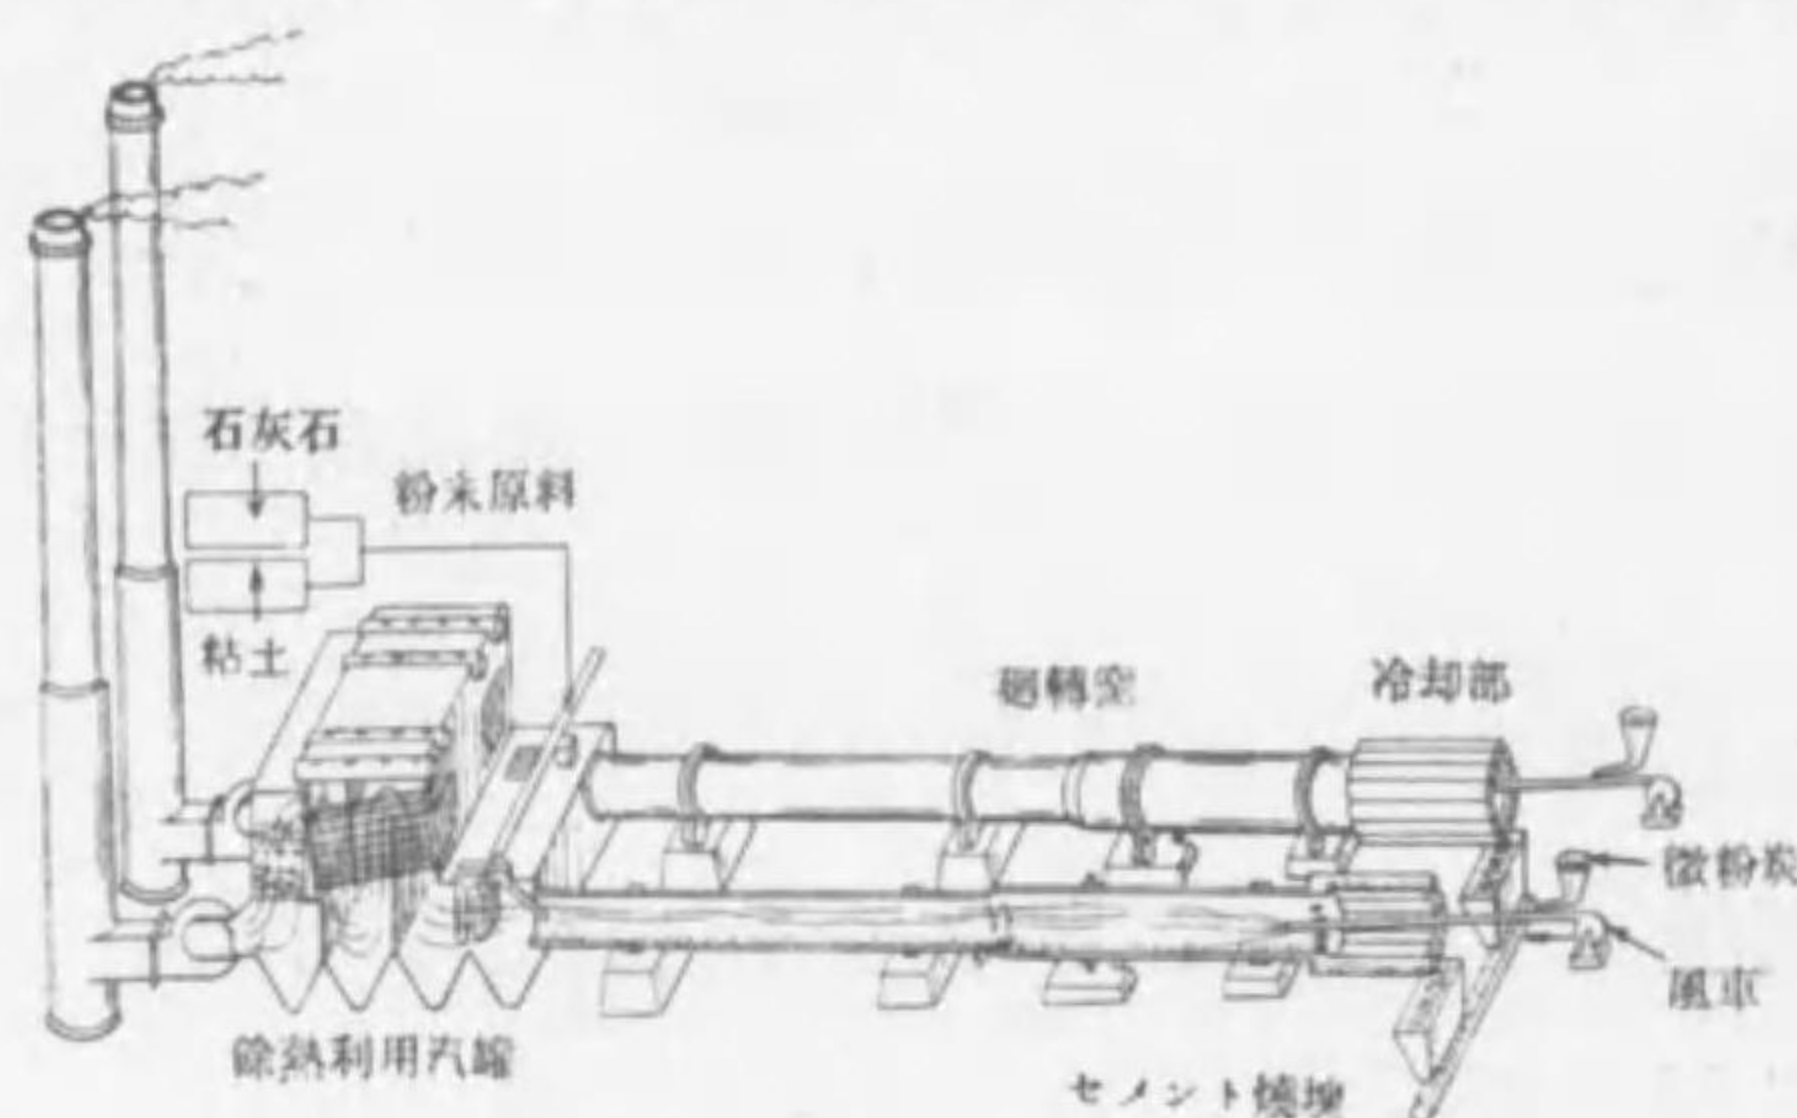 石灰石
粉末原料
粘土
廻轉窯
冷却部
微粉炭
風車
餘熱利用汽罐
セメント燒塊